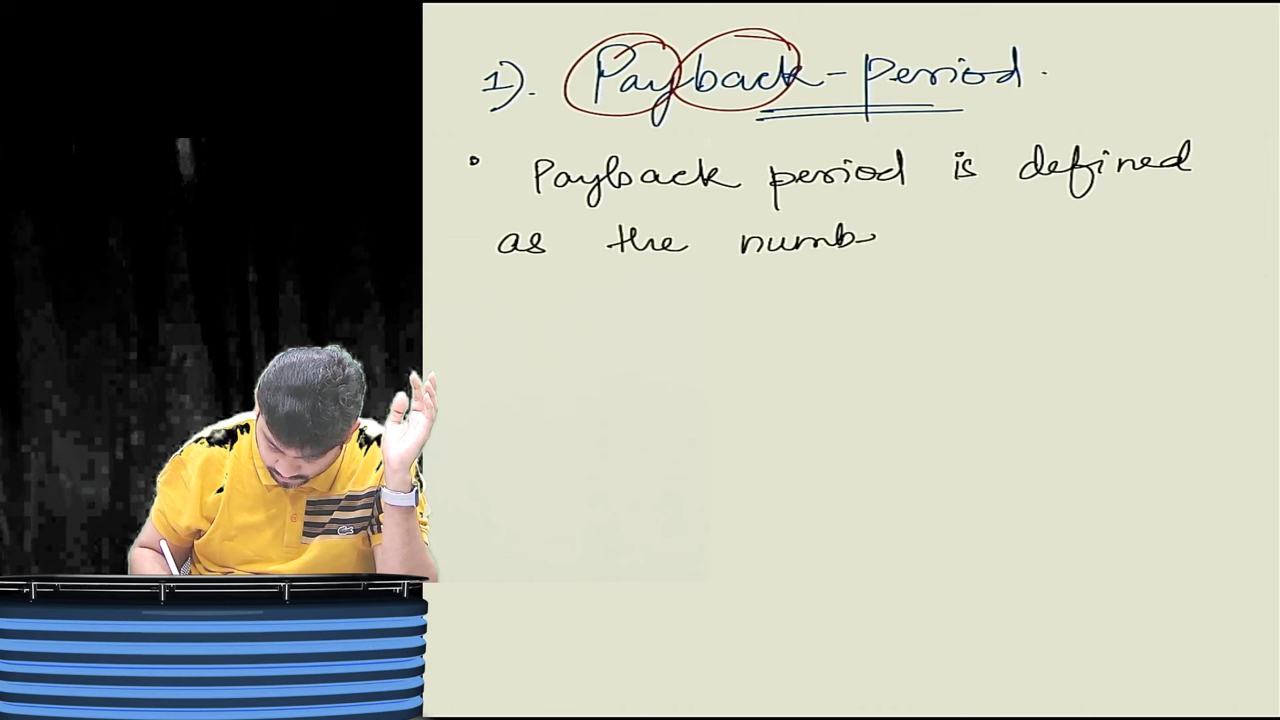 1). Payback-period.
• Payback period is defined
as the numb